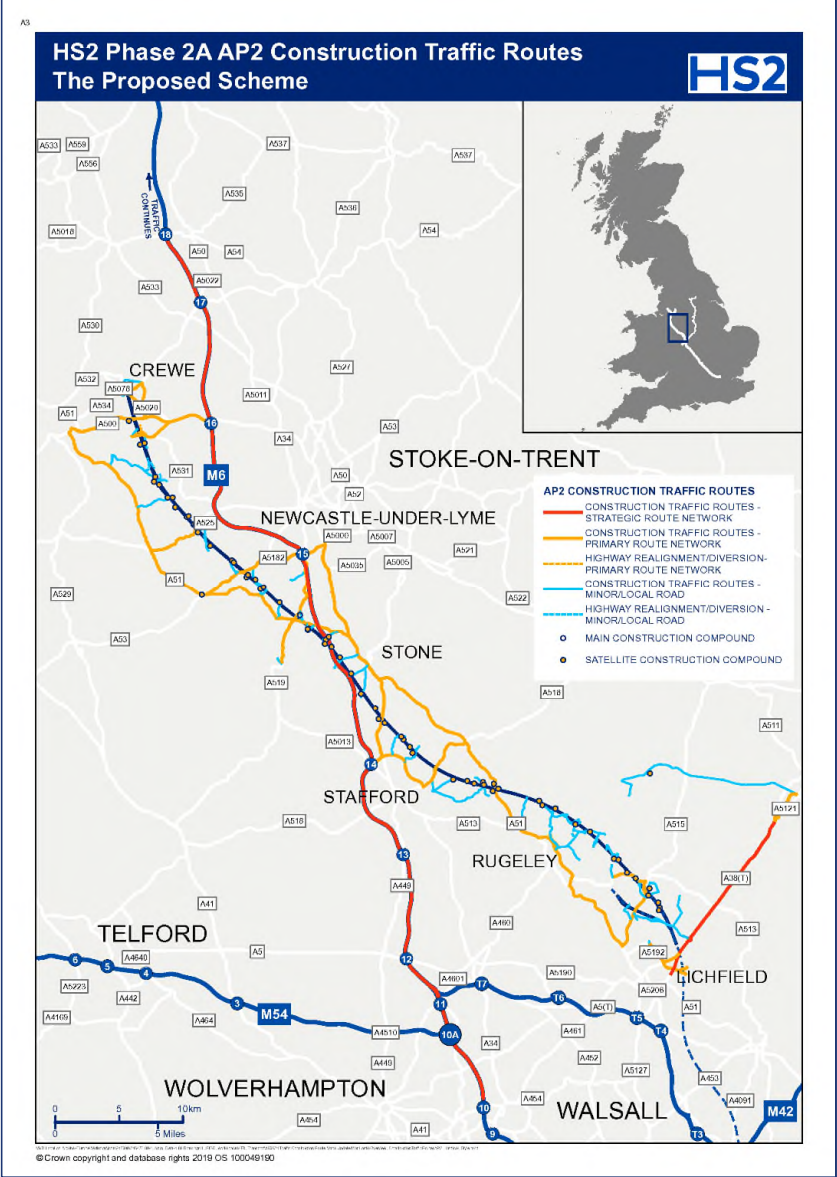 A3
HS2 Phase 2A AP2 Construction Traffic Routes
The Proposed Scheme
HS2
A533
A559
A556
A537
A537
A535
A536
A5018
TRAFFIC
CONTINUES
18
A50
A54
A54
A533
A5022
17
A530
CREWE
A532
A5078
A527
A534
A5020
A5011
A51
A500
16
A34
A53
A531
M6
A50
STOKE-ON-TRENT
A52
A525
NEWCASTLE-UNDER-LYME
A5000
A5007
A5182
15
A5035
A5005
A521
A51
A529
A522
A53
STONE
A519
A518
A5013
14
A511
STAFFORD
A518
A513
A51
A515
A5121
RUGELEY
13
A449
A38(T)
A41
A460
A513
TELFORD
A5
12
A5192
LICHFIELD
6
5
A4640
4
A4601
T7
A5190
A5206
A5223
A442
3
M54
11
T6
A5(T)
A51
A4169
A464
A4510
10A
A461
T5
T4
A449
A34
A452
A5127
A453
A4091
WOLVERHAMPTON
10
A454
WALSALL
M42
A454
A41
9
T3
AP2 CONSTRUCTION TRAFFIC ROUTES
CONSTRUCTION TRAFFIC ROUTES -
STRATEGIC ROUTE NETWORK
CONSTRUCTION TRAFFIC ROUTES -
PRIMARY ROUTE NETWORK
HIGHWAY REALIGNMENT/DIVERSION-
PRIMARY ROUTE NETWORK
CONSTRUCTION TRAFFIC ROUTES -
MINOR/LOCAL ROAD
HIGHWAY REALIGNMENT/DIVERSION -
MINOR/LOCAL ROAD
MAIN CONSTRUCTION COMPOUND
SATELLITE CONSTRUCTION COMPOUND
0 5 10km
0 5 Miles
© Crown copyright and database rights 2019 OS 100049190